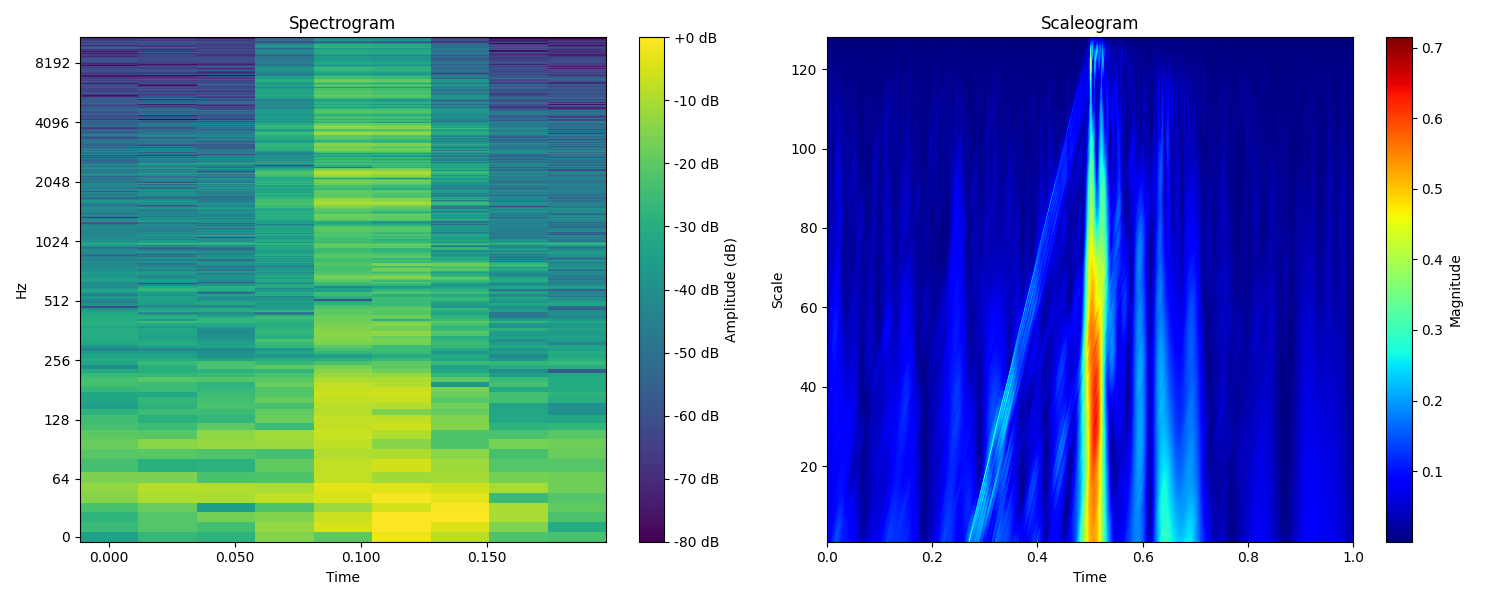 Spectrogram
Hz
8192
4096
2048
1024
512
256
128
64
0
0.000
0.050
0.100
0.150
Time
+0 dB
-10 dB
-20 dB
-30 dB
-40 dB
-50 dB
-60 dB
-70 dB
-80 dB
Amplitude (dB)
Scaleogram
Scale
120
100
80
60
40
20
0.0
0.2
0.4
0.6
0.8
1.0
Time
0.7
0.6
0.5
0.4
0.3
0.2
0.1
Magnitude